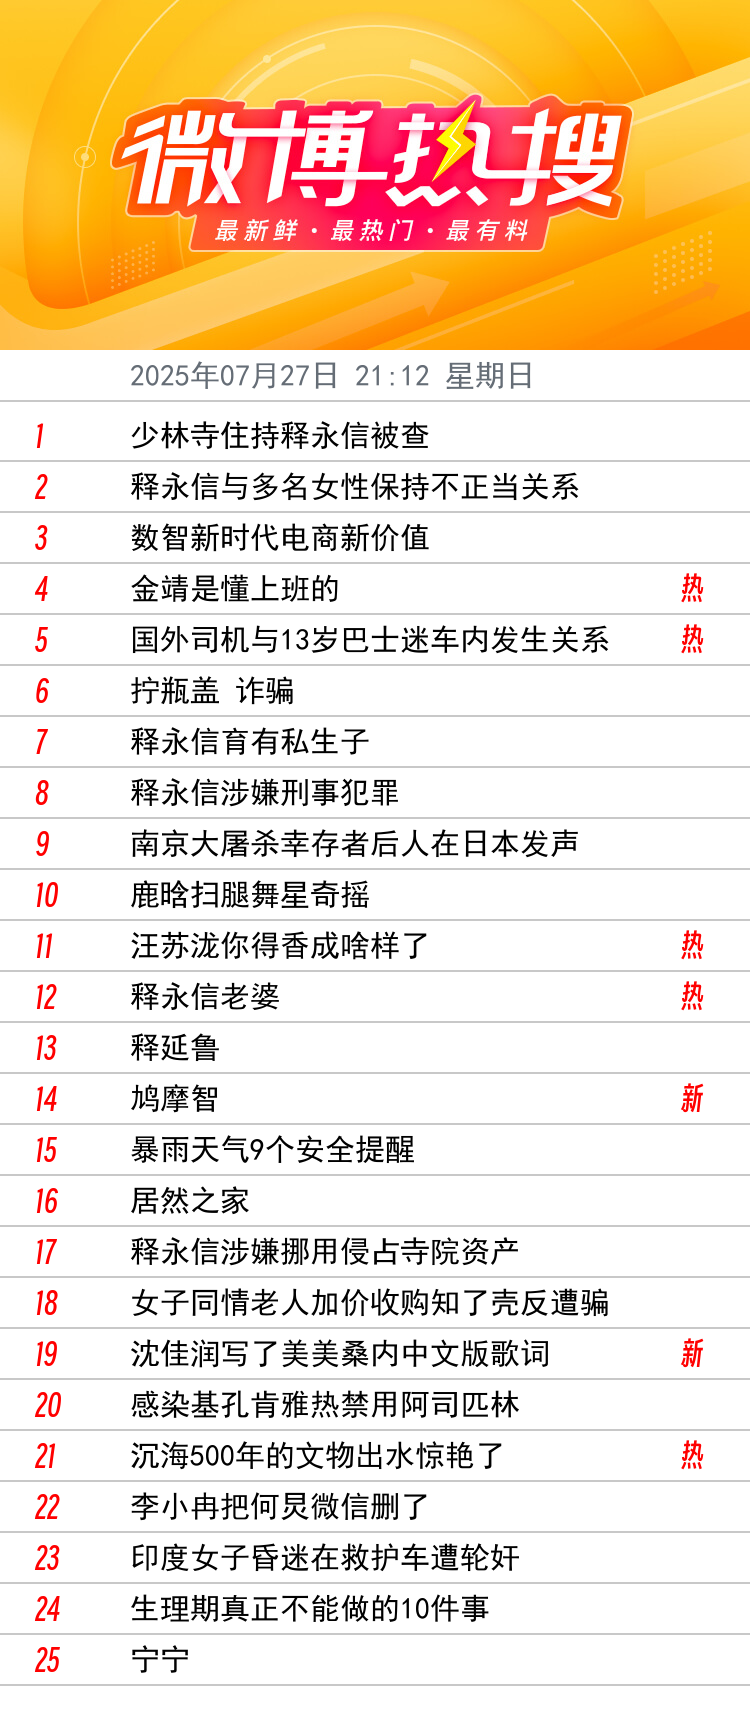 微博热搜
最新鲜·最热门·最有料
2025年07月27日 21:12 星期日
1 少林寺住持释永信被查
2 释永信与多名女性保持不正当关系
3 数智新时代电商新价值
4 金靖是懂上班的 热
5 国外司机与13岁巴士迷车内发生关系 热
6 拧瓶盖 诈骗
7 释永信育有私生子
8 释永信涉嫌刑事犯罪
9 南京大屠杀幸存者后人在日本发声
10 鹿晗扫腿舞星奇摇
11 汪苏泷你得香成啥样了 热
12 释永信老婆 热
13 释延鲁
14 鸠摩智 新
15 暴雨天气9个安全提醒
16 居然之家
17 释永信涉嫌挪用侵占寺院资产
18 女子同情老人加价收购知了壳反遭骗
19 沈佳润写了美美桑内中文版歌词 新
20 感染基孔肯雅热禁用阿司匹林
21 沉海500年的文物出水惊艳了 热
22 李小冉把何炅微信删了
23 印度女子昏迷在救护车遭轮奸
24 生理期真正不能做的10件事
25 宁宁